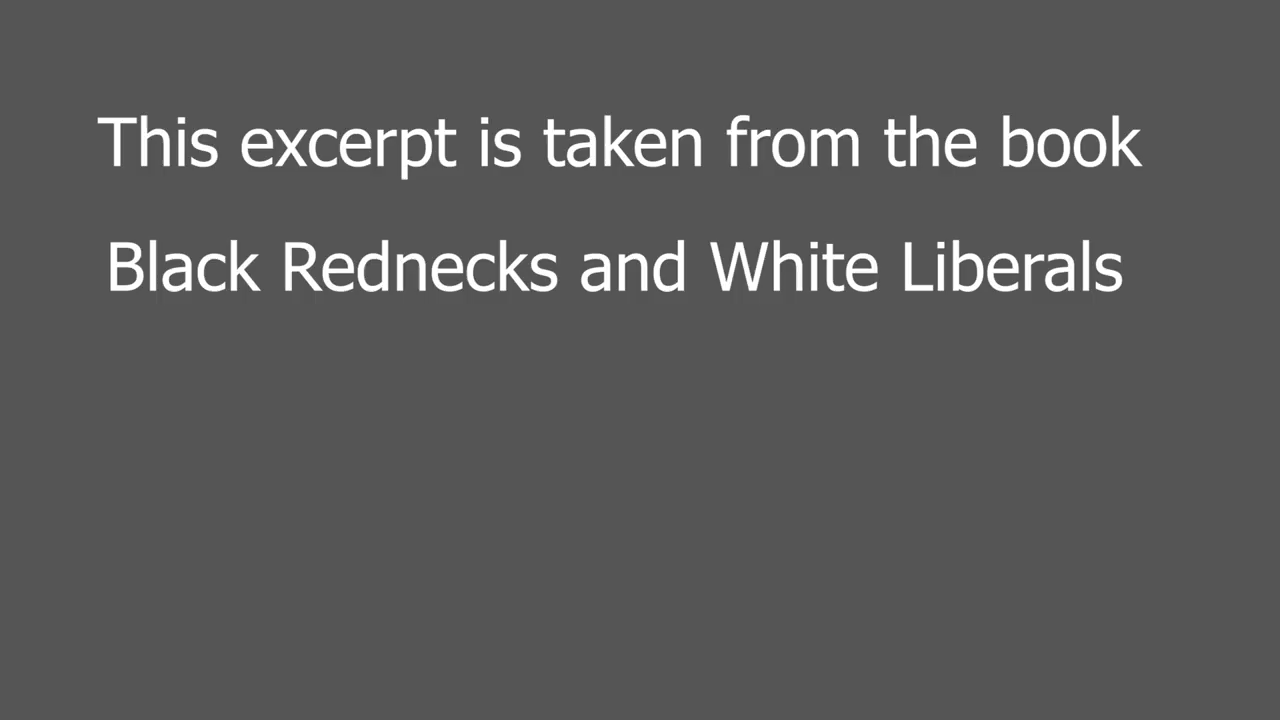 This excerpt is taken from the book
Black Rednecks and White Liberals